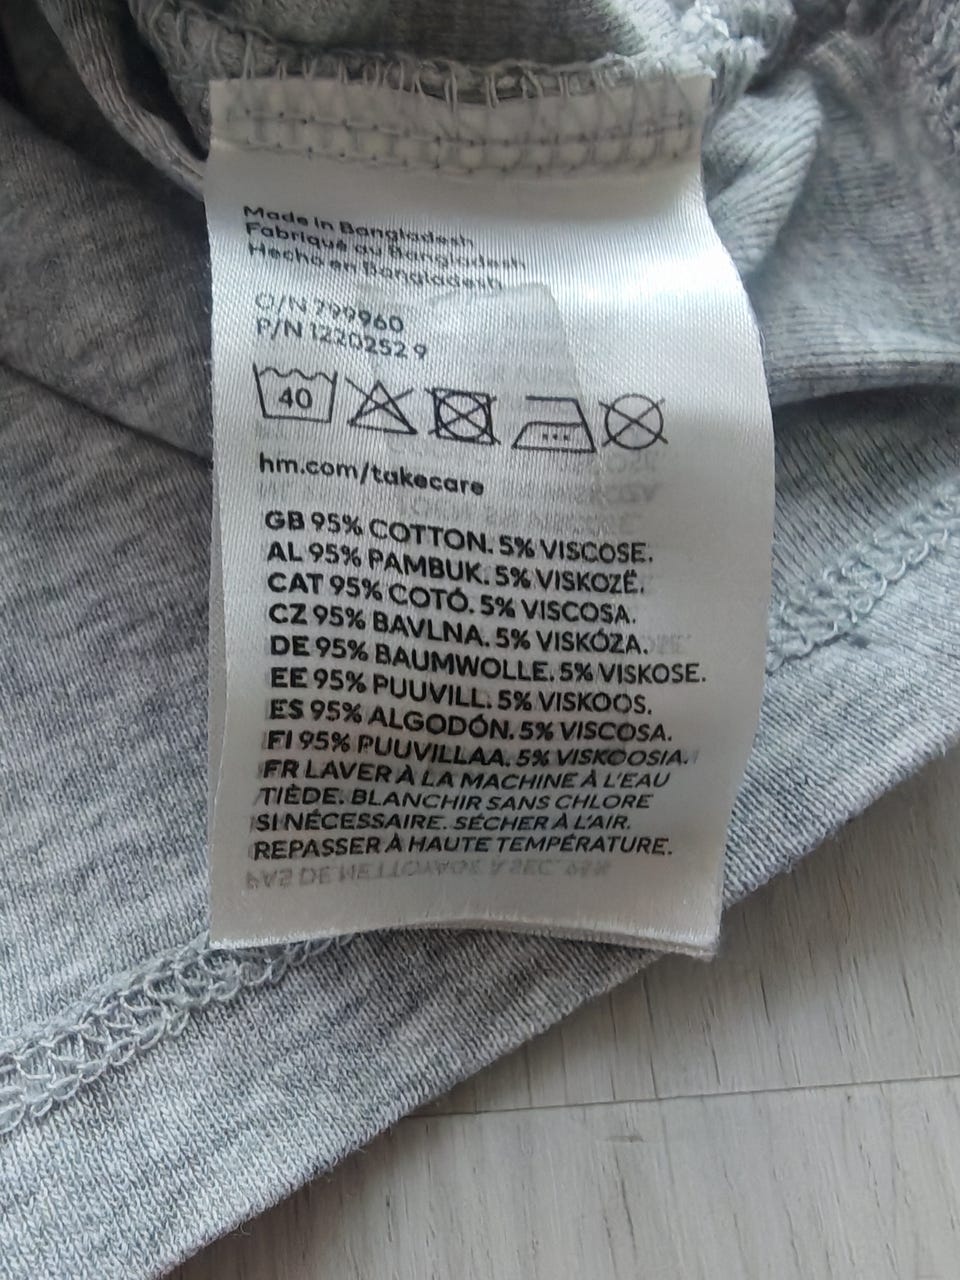 Made in Bangladesh
Fabriqué au Bangladesh
Hecho en Bangladesh
O/N 799960
P/N 1220252 9
40
hm.com/takecare
GB 95% COTTON. 5% VISCOSE.
AL 95% PAMBUK. 5% VISKOZË.
CAT 95% COTÓ. 5% VISCOSA.
CZ 95% BAVLNA. 5% VISKÓZA.
DE 95% BAUMWOLLE. 5% VISKOSE.
EE 95% PUUVILL. 5% VISKOOS.
ES 95% ALGODÓN. 5% VISCOSA.
FI 95% PUUVILLAA. 5% VISKOOSIA.
FR LAVER À LA MACHINE À L'EAU
TIÈDE. BLANCHIR SANS CHLORE
SI NÉCESSAIRE. SÉCHER À L'AIR.
REPASSER À HAUTE TEMPÉRATURE.